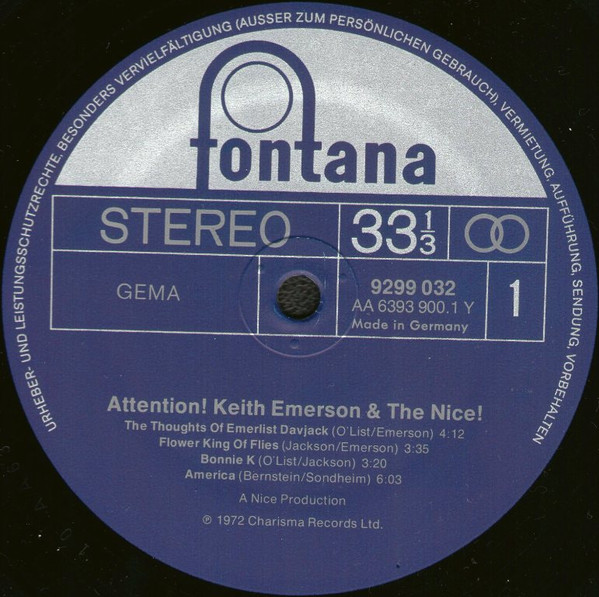 URHEBER- UND LEISTUNGSSCHUTZRECHTE, BESONDERS VERVIELFÄLTIGUNG (AUSSER ZUM PERSÖNLICHEN GEBRAUCH), VERMIETUNG, AUFFÜHRUNG, SENDUNG, VORBEHALTEN
fontana
STEREO
33 1/3
GEMA
9299 032
AA 6393 900.1 Y
Made in Germany
1
Attention! Keith Emerson & The Nice!
The Thoughts Of Emerlist Davjack (O'List/Emerson) 4:12
Flower King Of Flies (Jackson/Emerson) 3:35
Bonnie K (O'List/Jackson) 3:20
America (Bernstein/Sondheim) 6:03
A Nice Production
℗ 1972 Charisma Records Ltd.